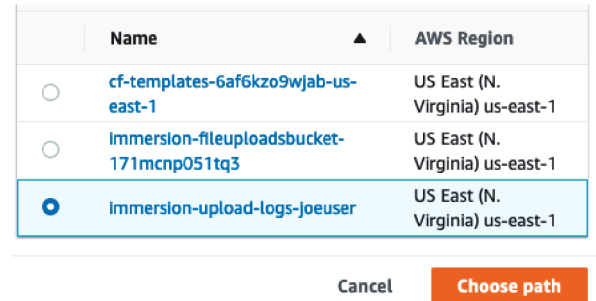 Name ▲ AWS Region
cf-templates-6af6kzo9wjab-us- US East (N.
east-1 Virginia) us-east-1
immersion-fileuploadsbucket- US East (N.
171mcnp051tq3 Virginia) us-east-1
immersion-upload-logs-joeuser US East (N.
Virginia) us-east-1
Cancel Choose path